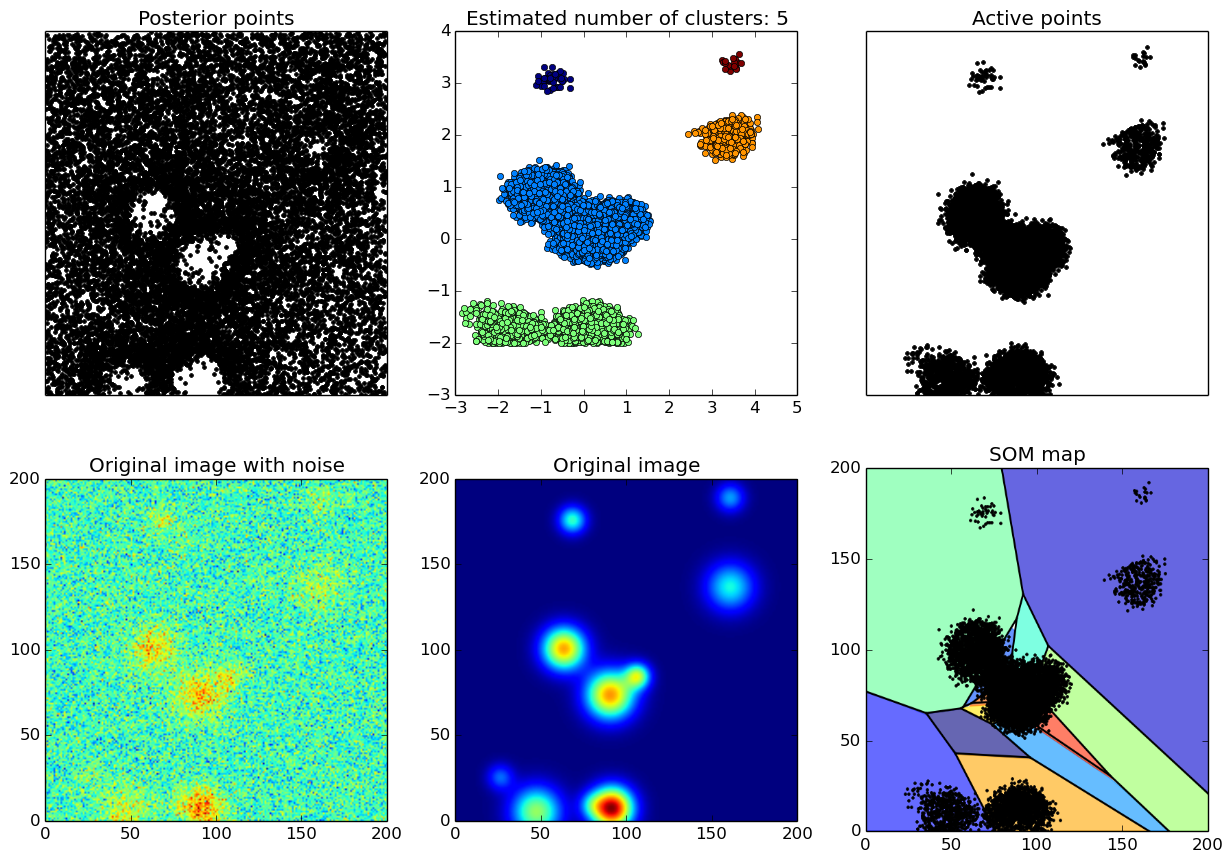 Posterior points
Estimated number of clusters: 5
Active points
4
3
2
1
0
−1
−2
−3
−3 −2 −1 0 1 2 3 4 5
Original image with noise
Original image
SOM map
200
150
100
50
0
0 50 100 150 200
200
150
100
50
0
0 50 100 150 200
200
150
100
50
0
0 50 100 150 200